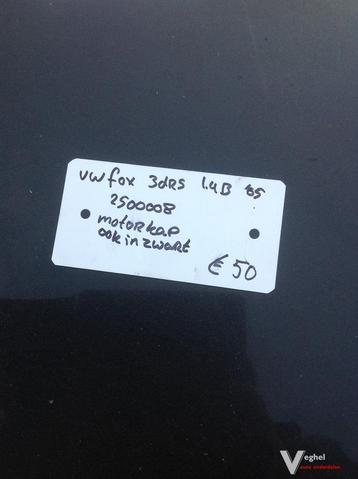 vw fox 3drs 1.4B 05
2500008
motorkap
ook in zwart
€ 50
Veghel
auto onderdelen